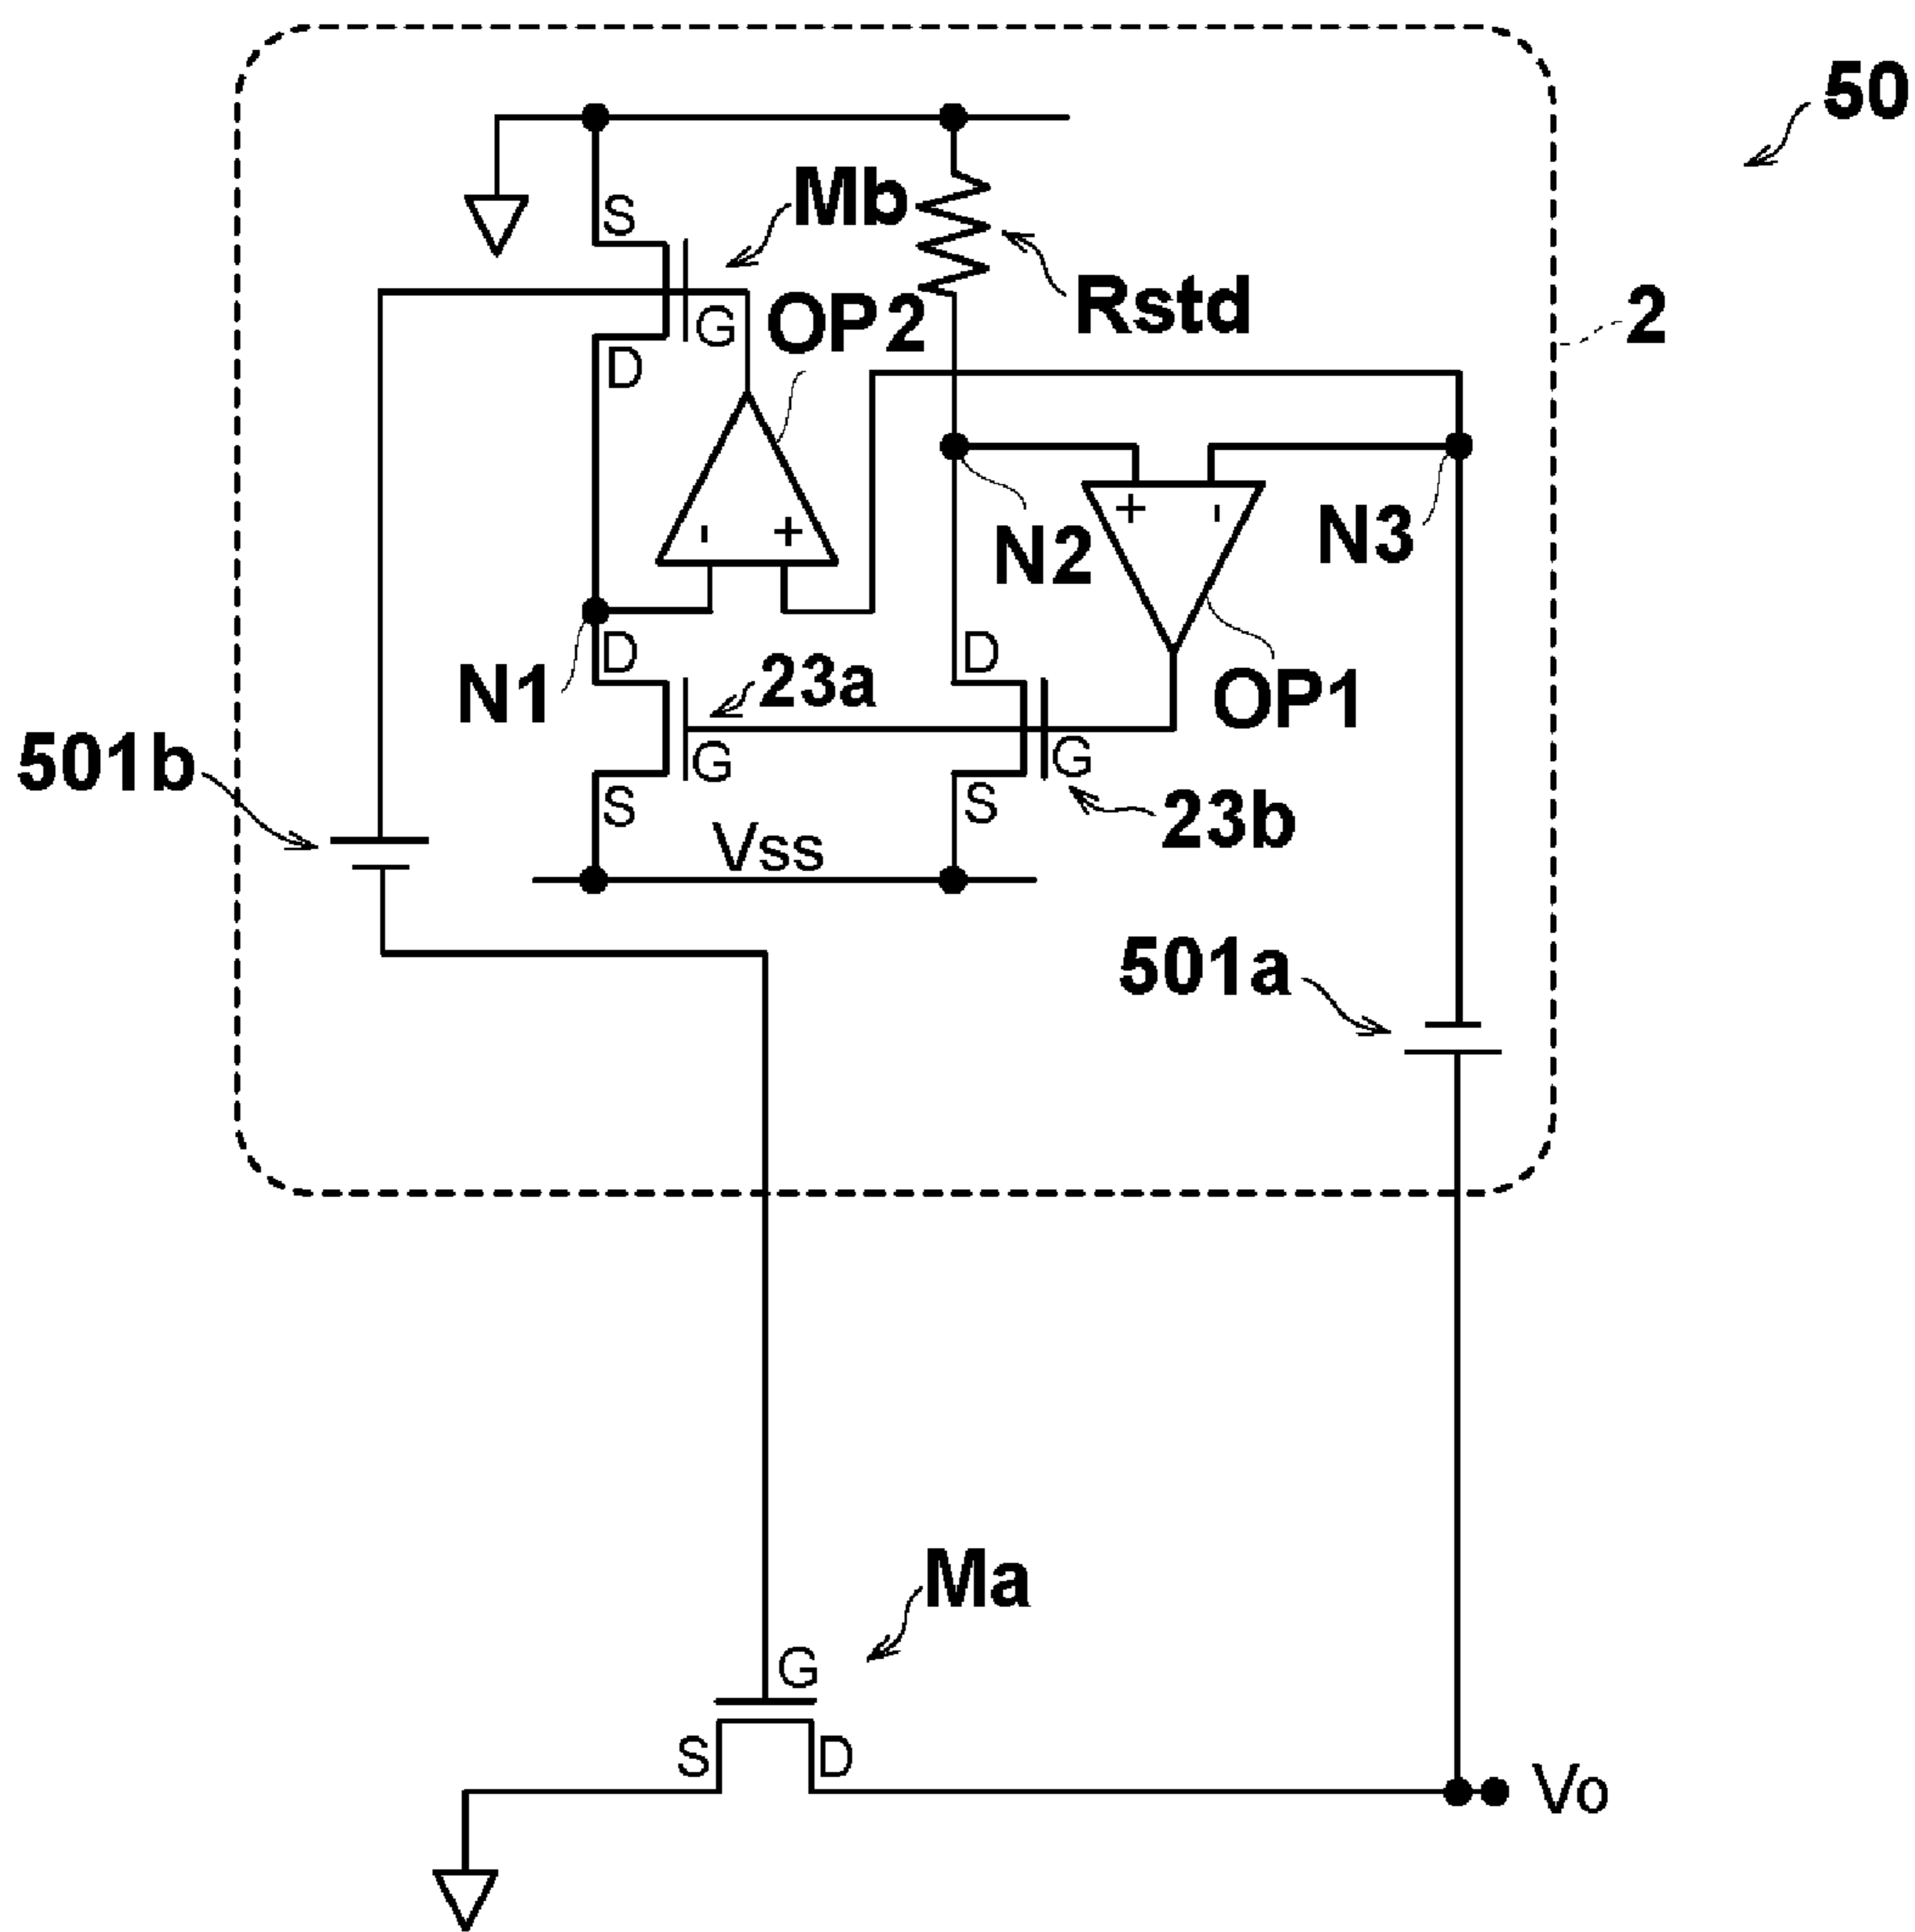 50
S
Mb
G
OP2
Rstd
2
D
- +
N2
+ -
N3
N1
D
23a
G
S
D
G
S
23b
OP1
501b
Vss
501a
Ma
G
S
D
Vo